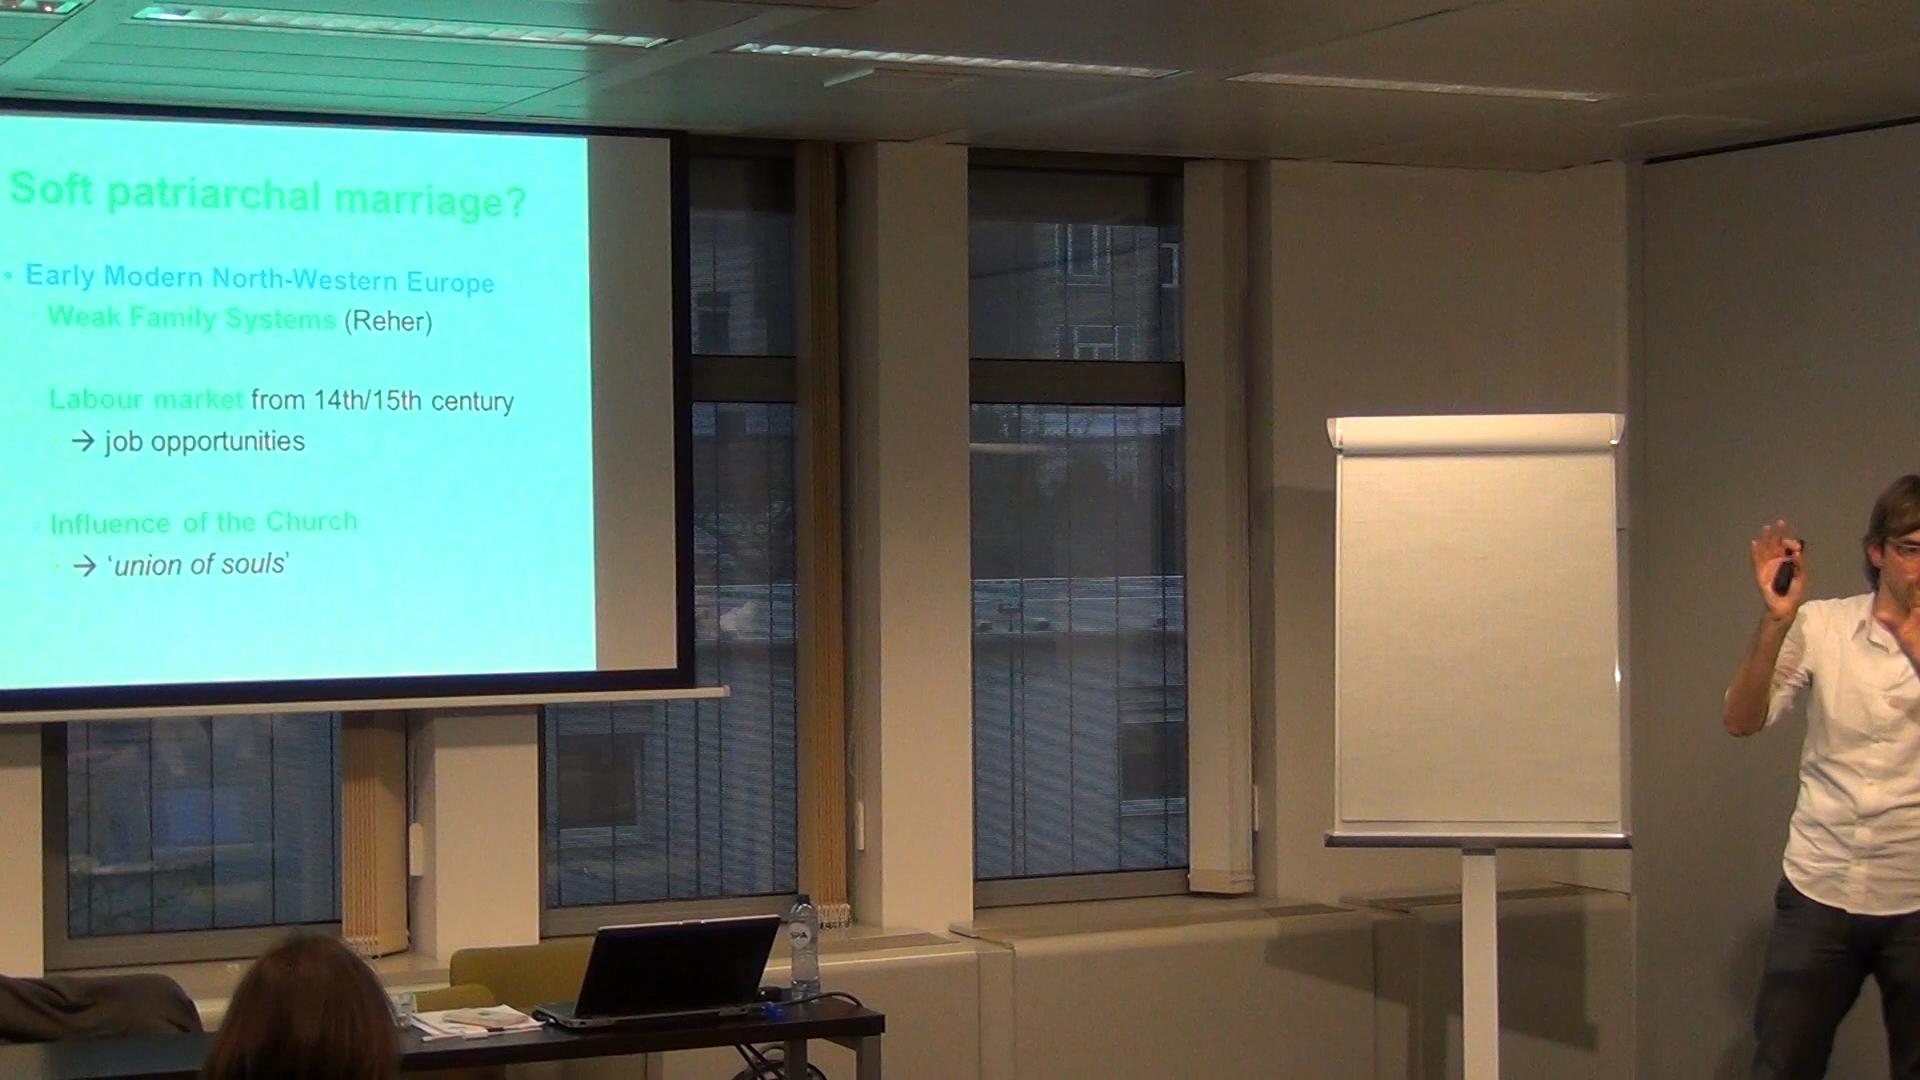 Soft patriarchal marriage?
• Early Modern North-Western Europe
Weak Family Systems (Reher)
Labour market from 14th/15th century
→ job opportunities
Influence of the Church
→ ‘union of souls’
SPA